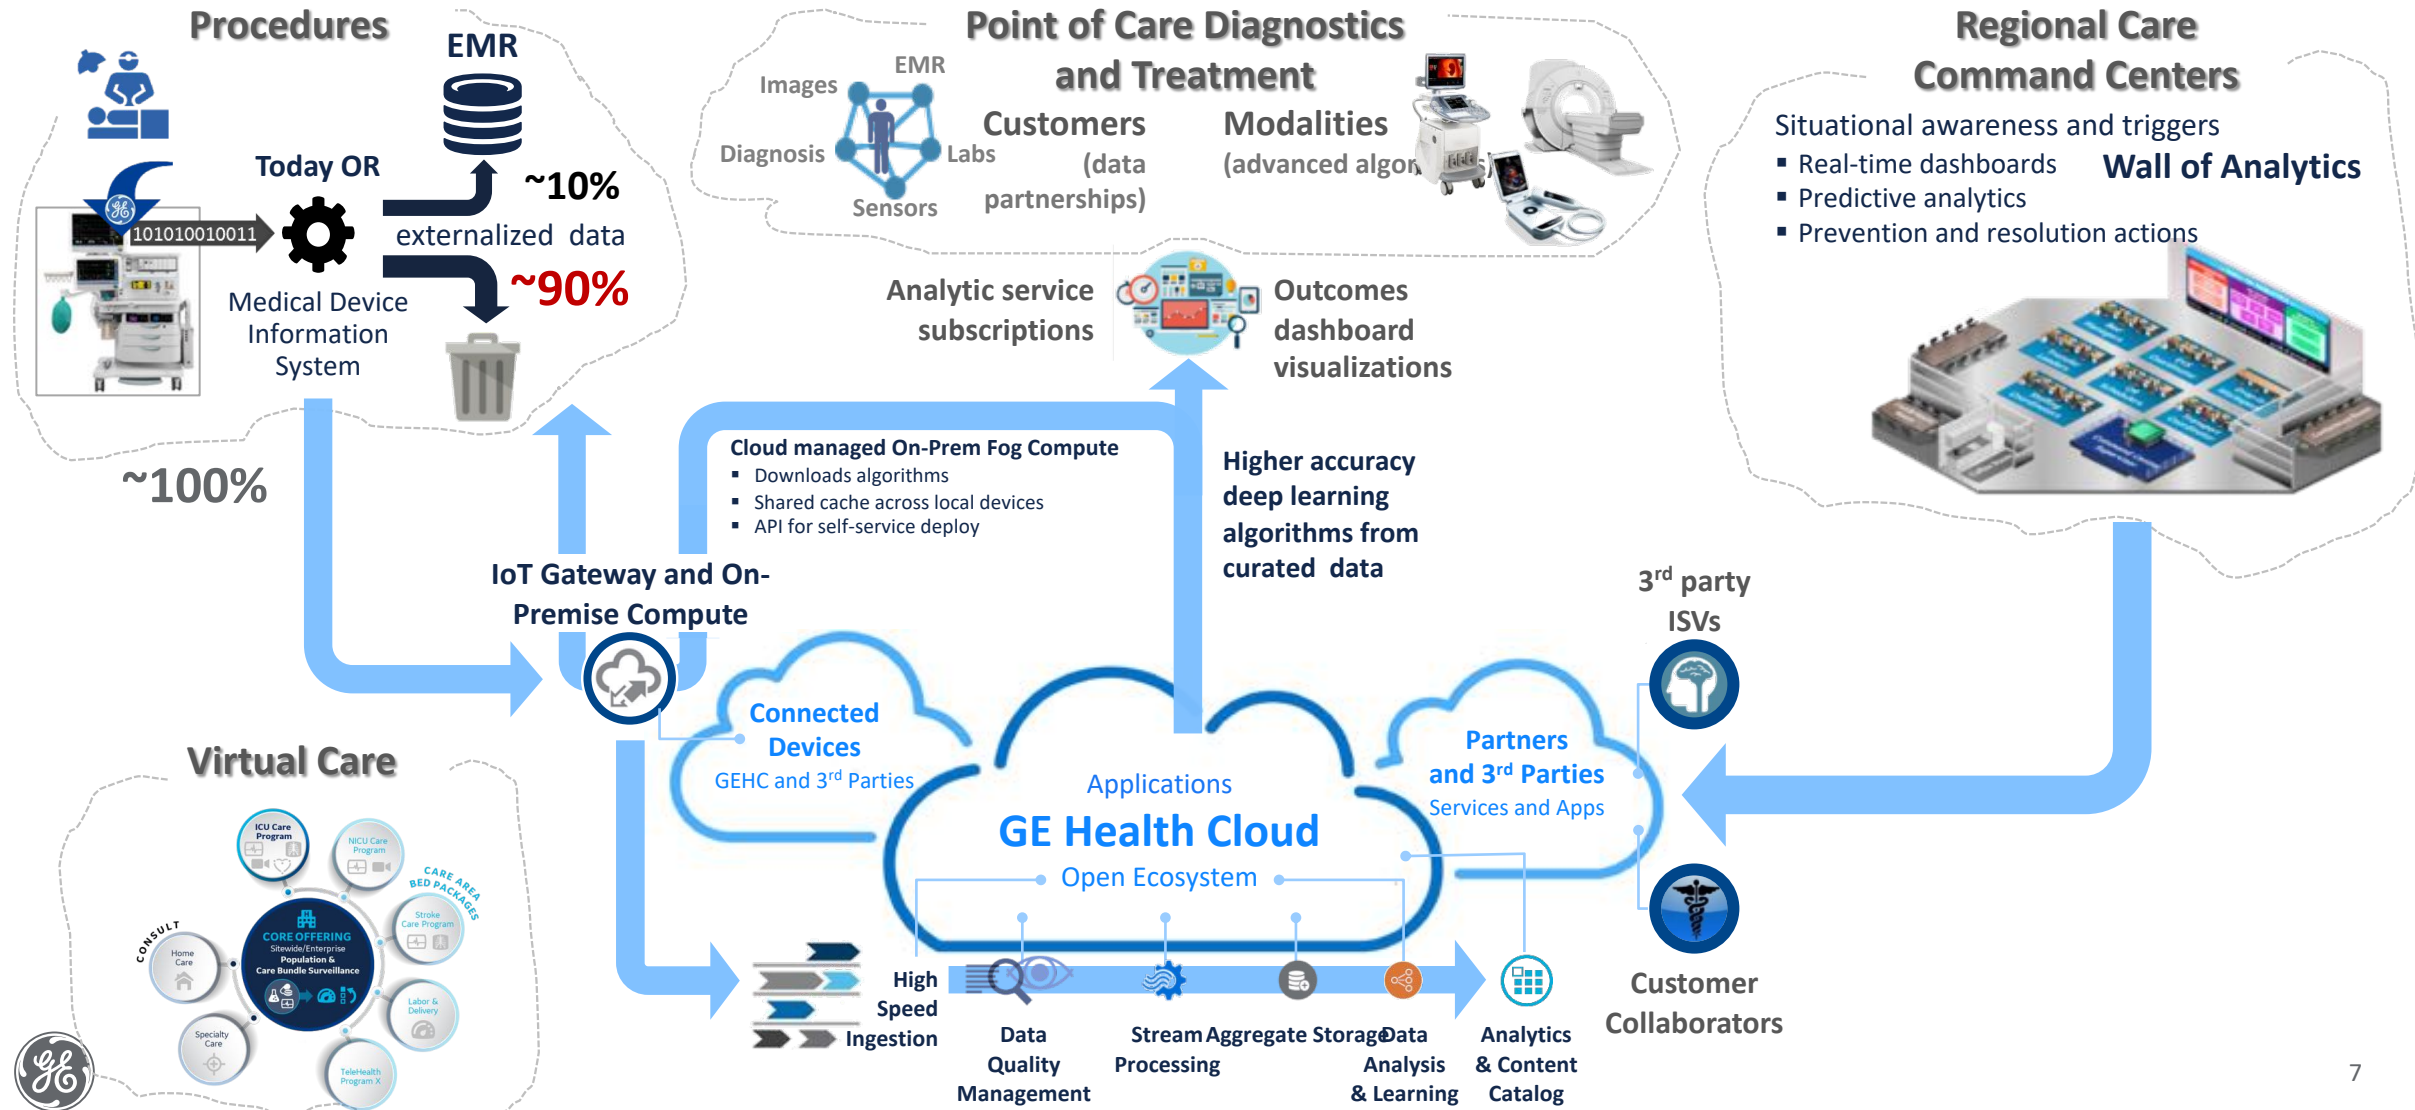 Procedures
EMR
Today OR
~10%
externalized data
~90%
101010010011
Medical Device
Information
System
~100%
Point of Care Diagnostics
and Treatment
EMR
Images
Diagnosis
Labs
Sensors
Customers
(data
partnerships)
Modalities
Analytic service
subscriptions
Outcomes
dashboard
visualizations
Regional Care
Command Centers
Situational awareness and triggers
▪ Real-time dashboards
Wall of Analytics
▪ Predictive analytics
▪ Prevention and resolution actions
Cloud managed On-Prem Fog Compute
▪ Downloads algorithms
▪ Shared cache across local devices
▪ API for self-service deploy
Higher accuracy
deep learning
algorithms from
curated data
IoT Gateway and On-
Premise Compute
3rd party
ISVs
Connected
Devices
GEHC and 3rd Parties
Applications
GE Health Cloud
Open Ecosystem
Partners
and 3rd Parties
Services and Apps
Customer
Collaborators
High
Speed
Ingestion
Data
Quality
Management
Stream
Processing
Aggregate Storage
Data
Analysis
& Learning
Analytics
& Content
Catalog
Virtual Care
ICU Care
Program
NICU Care
Program
CARE AREA
BED PACKAGES
Stroke
Care Program
CONSULT
Home
Care
CORE OFFERING
Sitewide/Enterprise
Population &
Care Bundle Surveillance
Labor &
Delivery
Specialty
Care
TeleHealth
Program X
GE
7